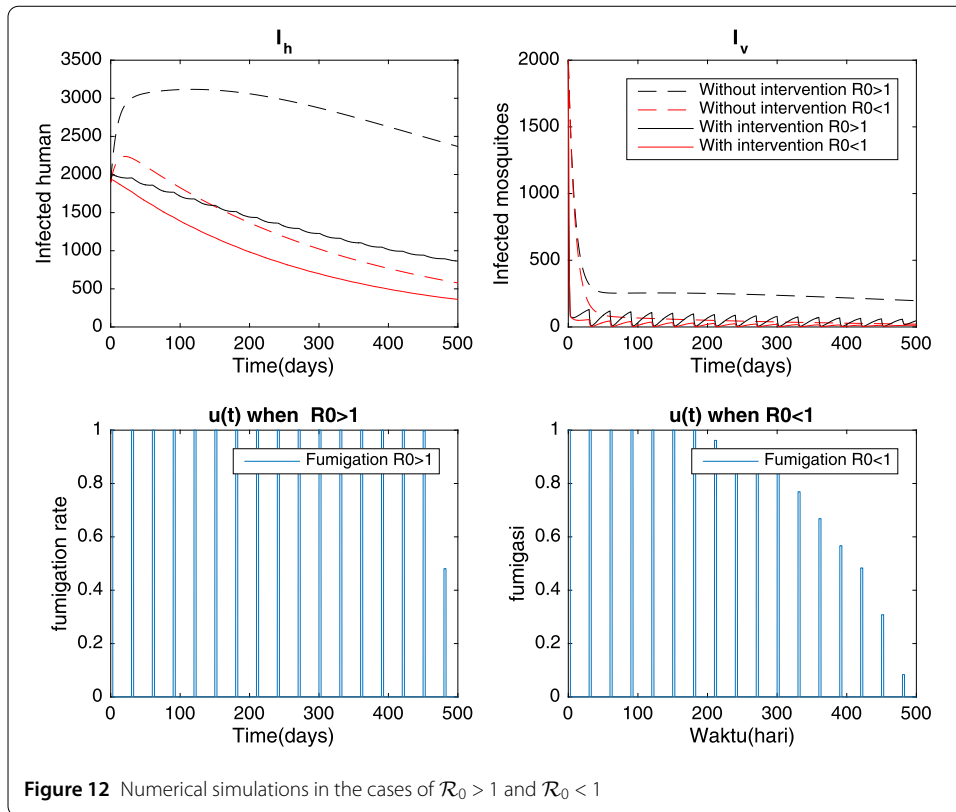 I_h
3500
3000
2500
2000
1500
1000
500
0
Infected human
0 100 200 300 400 500
Time(days)
I_v
2000
1500
1000
500
0
Infected mosquitoes
Without intervention R0>1
Without intervention R0<1
With intervention R0>1
With intervention R0<1
0 100 200 300 400 500
Time(days)
u(t) when R0>1
1
0.8
0.6
0.4
0.2
0
fumigation rate
Fumigation R0>1
0 100 200 300 400 500
Time(days)
u(t) when R0<1
1
0.8
0.6
0.4
0.2
0
fumigasi
Fumigation R0<1
0 100 200 300 400 500
Waktu(hari)
Figure 12 Numerical simulations in the cases of ℛ₀ > 1 and ℛ₀ < 1